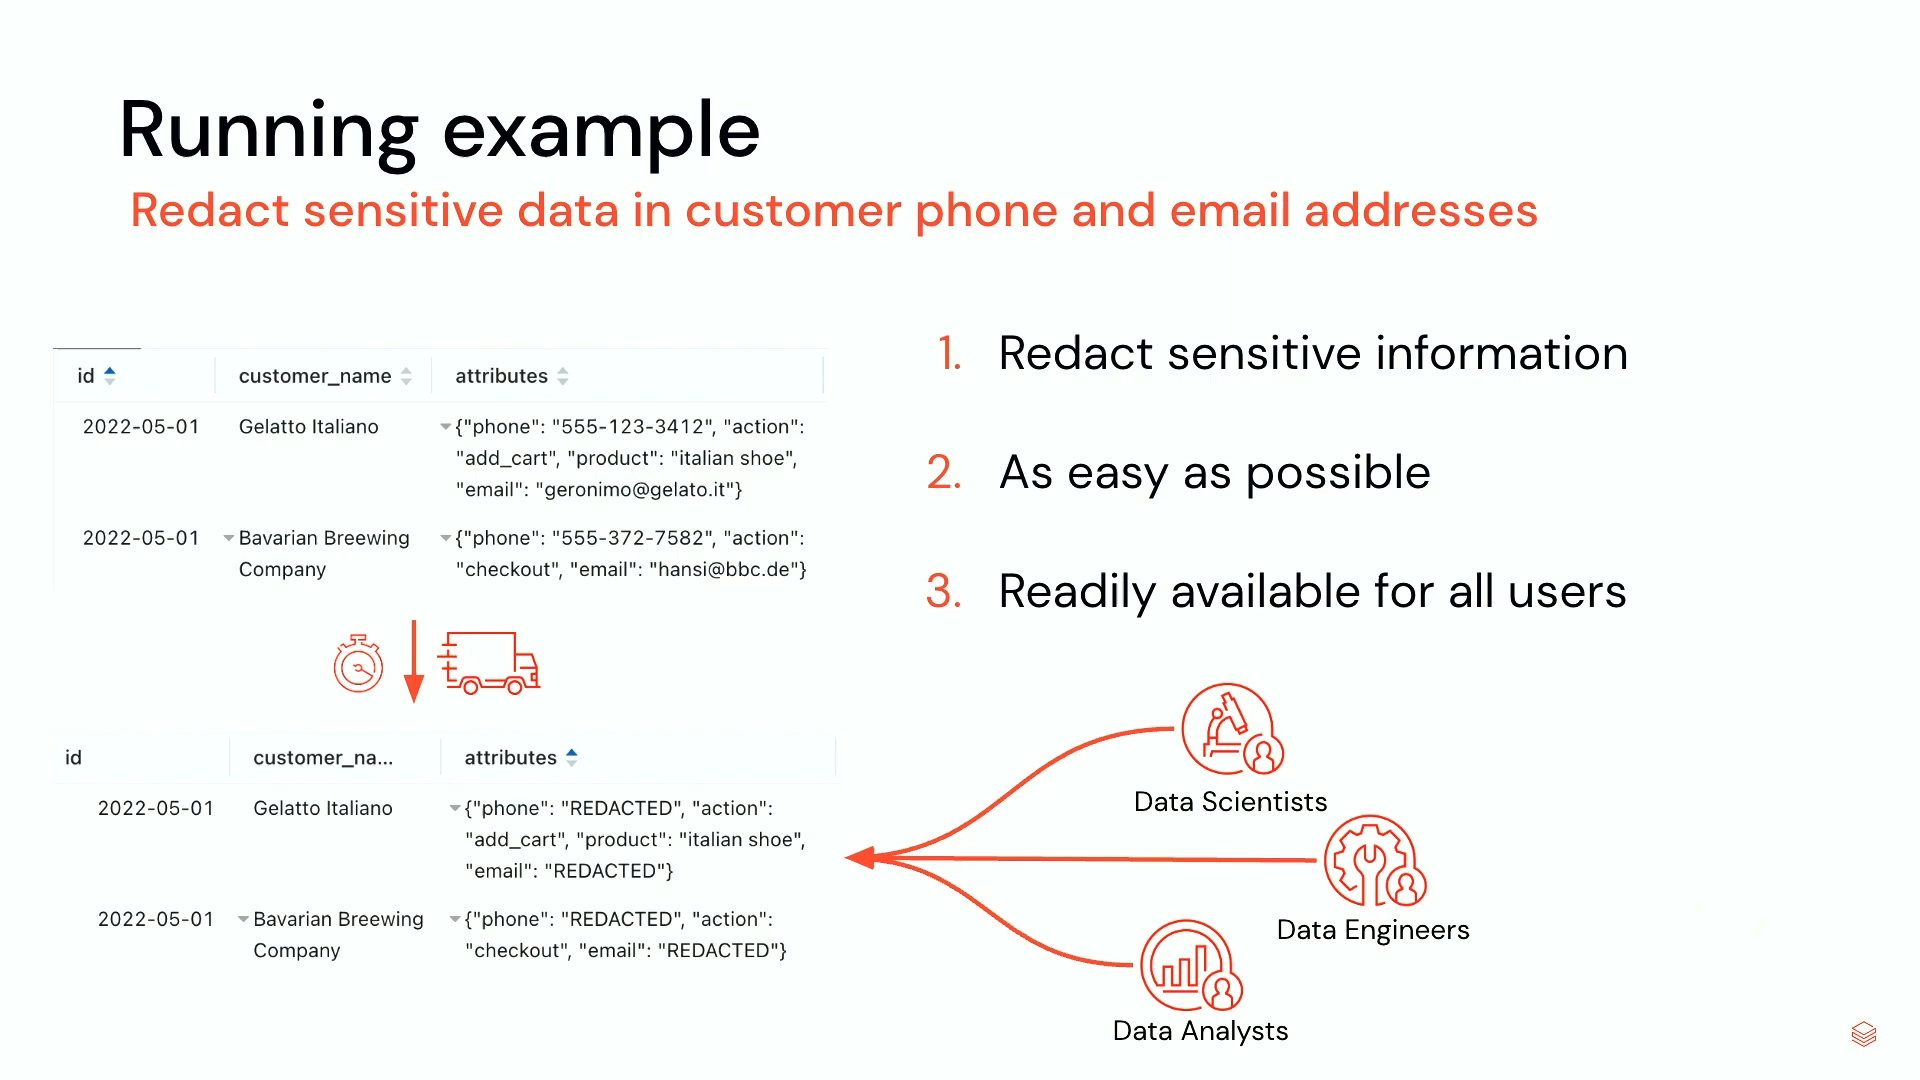 Running example
Redact sensitive data in customer phone and email addresses
id customer_name attributes
2022-05-01 Gelatto Italiano {"phone": "555-123-3412", "action":
"add_cart", "product": "italian shoe",
"email": "geronimo@gelato.it"}
2022-05-01 Bavarian Breewing {"phone": "555-372-7582", "action":
Company "checkout", "email": "hansi@bbc.de"}
id customer_na... attributes
2022-05-01 Gelatto Italiano {"phone": "REDACTED", "action":
"add_cart", "product": "italian shoe",
"email": "REDACTED"}
2022-05-01 Bavarian Breewing {"phone": "REDACTED", "action":
Company "checkout", "email": "REDACTED"}
1. Redact sensitive information
2. As easy as possible
3. Readily available for all users
Data Scientists
Data Engineers
Data Analysts